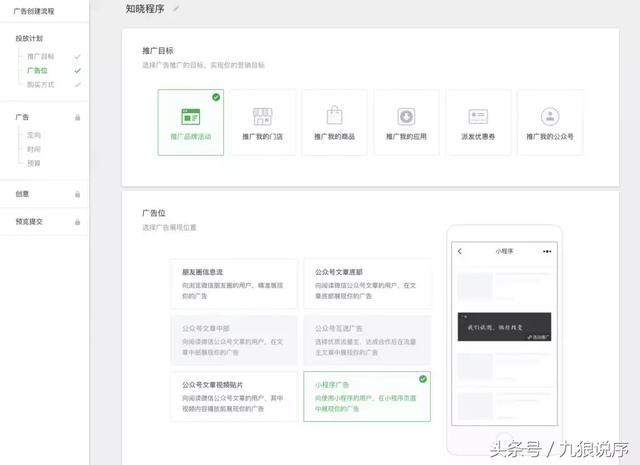 广告创建流程
投放计划
推广目标
广告位
购买方式
广告
定向
时间
预算
创意
预览提交
知晓程序
推广目标
选择广告推广的目标，实现你的营销目标
推广品牌活动
推广我的门店
推广我的商品
推广我的应用
派发优惠券
推广我的公众号
广告位
选择广告展现位置
朋友圈信息流
向浏览微信朋友圈的用户，精准展现
你的广告
公众号文章底部
向阅读微信公众号文章的用户，在文
章底部展现你的广告
公众号文章中部
向阅读微信公众号文章的用户，在文
章中部展现你的广告
公众号互选广告
选择优质流量主，达成合作后在流量
主文章中展现你的广告
公众号文章视频贴片
向阅读微信公众号文章的用户，其中
视频内容播放前展现你的广告
小程序广告
向使用小程序的用户，在小程序页面
中展现你的广告
小程序
广告
我们试图，做些改变
活动推广
头条号 / 九狼说序